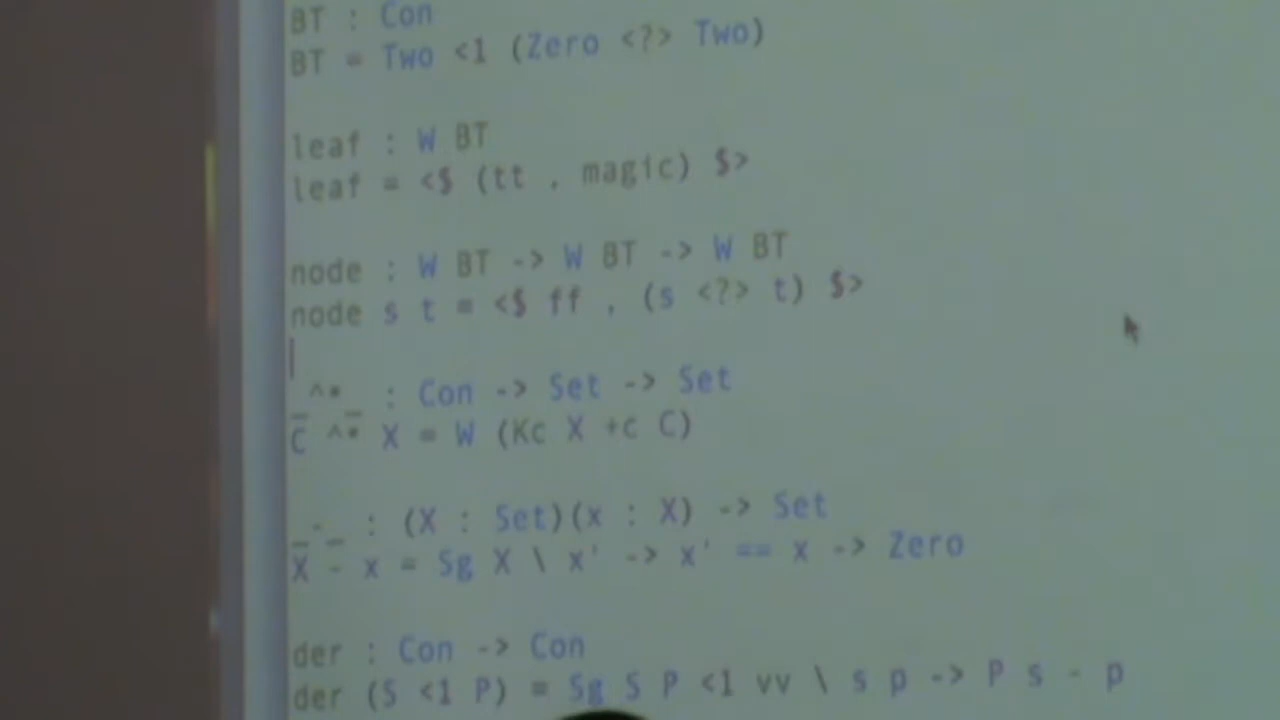 BT : Con
BT = Two <1 (Zero <?> Two)
leaf : W BT
leaf = <$ (tt , magic) $>
node : W BT -> W BT -> W BT
node s t = <$ ff , (s <?> t) $>
_^*_ : Con -> Set -> Set
C ^* X = W (Kc X +c C)
_-_ : (X : Set)(x : X) -> Set
X - x = Sg X \ x' -> x' == x -> Zero
der : Con -> Con
der (S <1 P) = Sg S P <1 vv \ s p -> P s - p